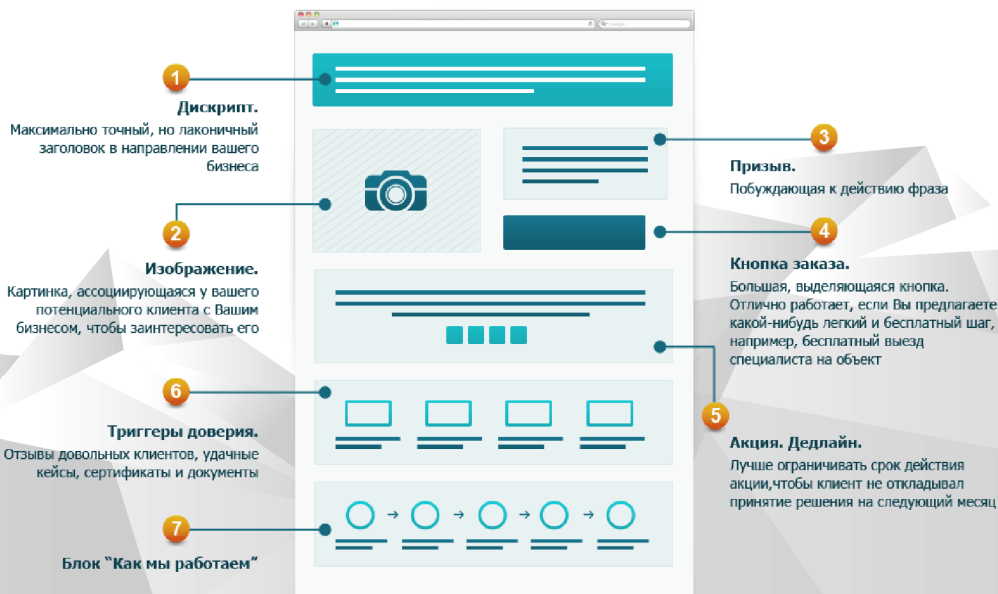 1
Дискрипт.
Максимально точный, но лаконичный
заголовок в направлении вашего
бизнеса
2
Изображение.
Картинка, ассоциирующаяся у вашего
потенциального клиента с Вашим
бизнесом, чтобы заинтересовать его
3
Призыв.
Побуждающая к действию фраза
4
Кнопка заказа.
Большая, выделяющаяся кнопка.
Отлично работает, если Вы предлагаете
какой-нибудь легкий и бесплатный шаг,
например, бесплатный выезд
специалиста на объект
5
Акция. Дедлайн.
Лучше ограничивать срок действия
акции,чтобы клиент не откладывал
принятие решения на следующий месяц
6
Триггеры доверия.
Отзывы довольных клиентов, удачные
кейсы, сертификаты и документы
7
Блок “Как мы работаем”